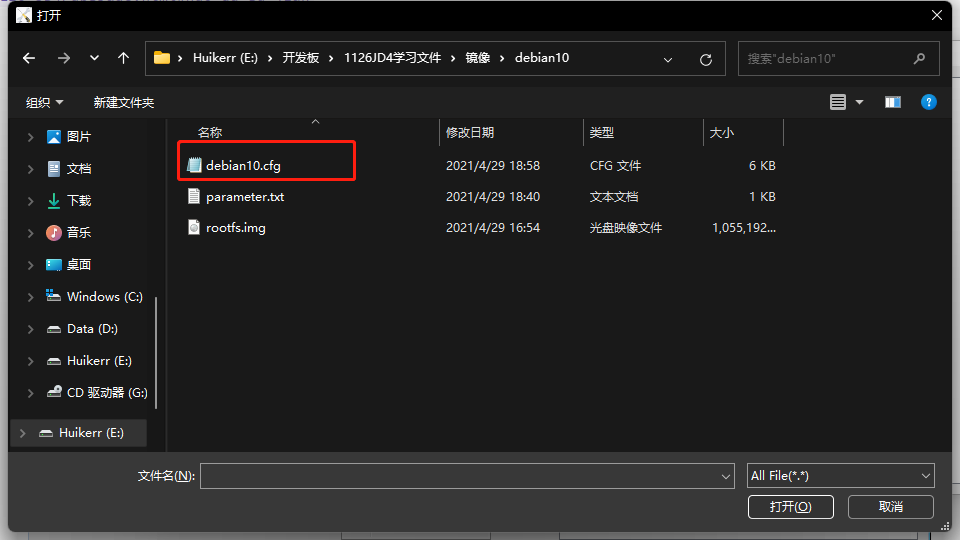 打开
Huikerr (E:) › 开发板 › 1126JD4学习文件 › 镜像 › debian10
搜索"debian10"
组织 新建文件夹
名称 修改日期 类型 大小
图片
文档
下载
音乐
桌面
Windows (C:)
Data (D:)
Huikerr (E:)
CD 驱动器 (G:)
Huikerr (E:)
debian10.cfg 2021/4/29 18:58 CFG 文件 6 KB
parameter.txt 2021/4/29 18:40 文本文档 1 KB
rootfs.img 2021/4/29 16:54 光盘映像文件 1,055,192...
文件名(N): All File(*.*)
打开(O) 取消